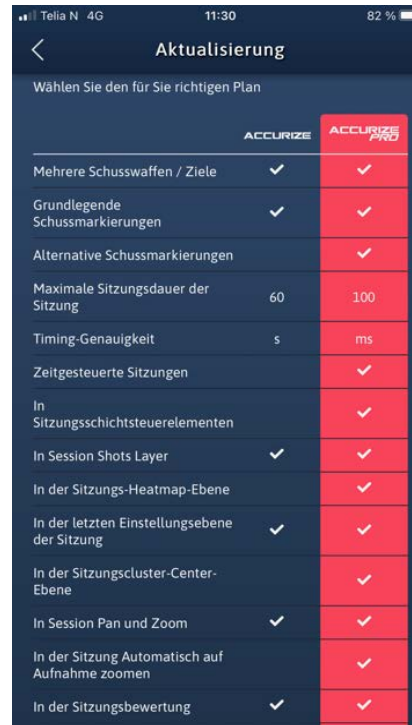 Telia N 4G 11:30 82 %
Aktualisierung
Wählen Sie den für Sie richtigen Plan
ACCURIZE ACCURIZE PRO
Mehrere Schusswaffen / Ziele
Grundlegende
Schussmarkierungen
Alternative Schussmarkierungen
Maximale Sitzungsdauer der
Sitzung 60 100
Timing-Genauigkeit s ms
Zeitgesteuerte Sitzungen
In
Sitzungsschichtsteuerelementen
In Session Shots Layer
In der Sitzungs-Heatmap-Ebene
In der letzten Einstellungsebene
der Sitzung
In der Sitzungscluster-Center-
Ebene
In Session Pan und Zoom
In der Sitzung Automatisch auf
Aufnahme zoomen
In der Sitzungsbewertung